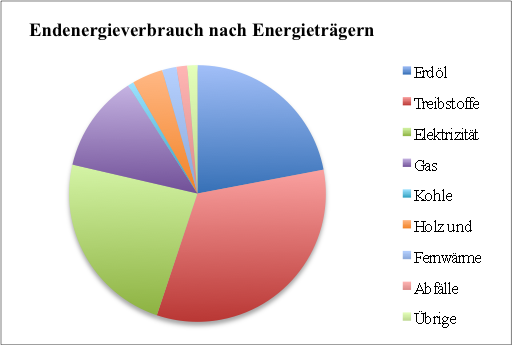 Endenergieverbrauch nach Energieträgern
Erdöl
Treibstoffe
Elektrizität
Gas
Kohle
Holz und
Fernwärme
Abfälle
Übrige